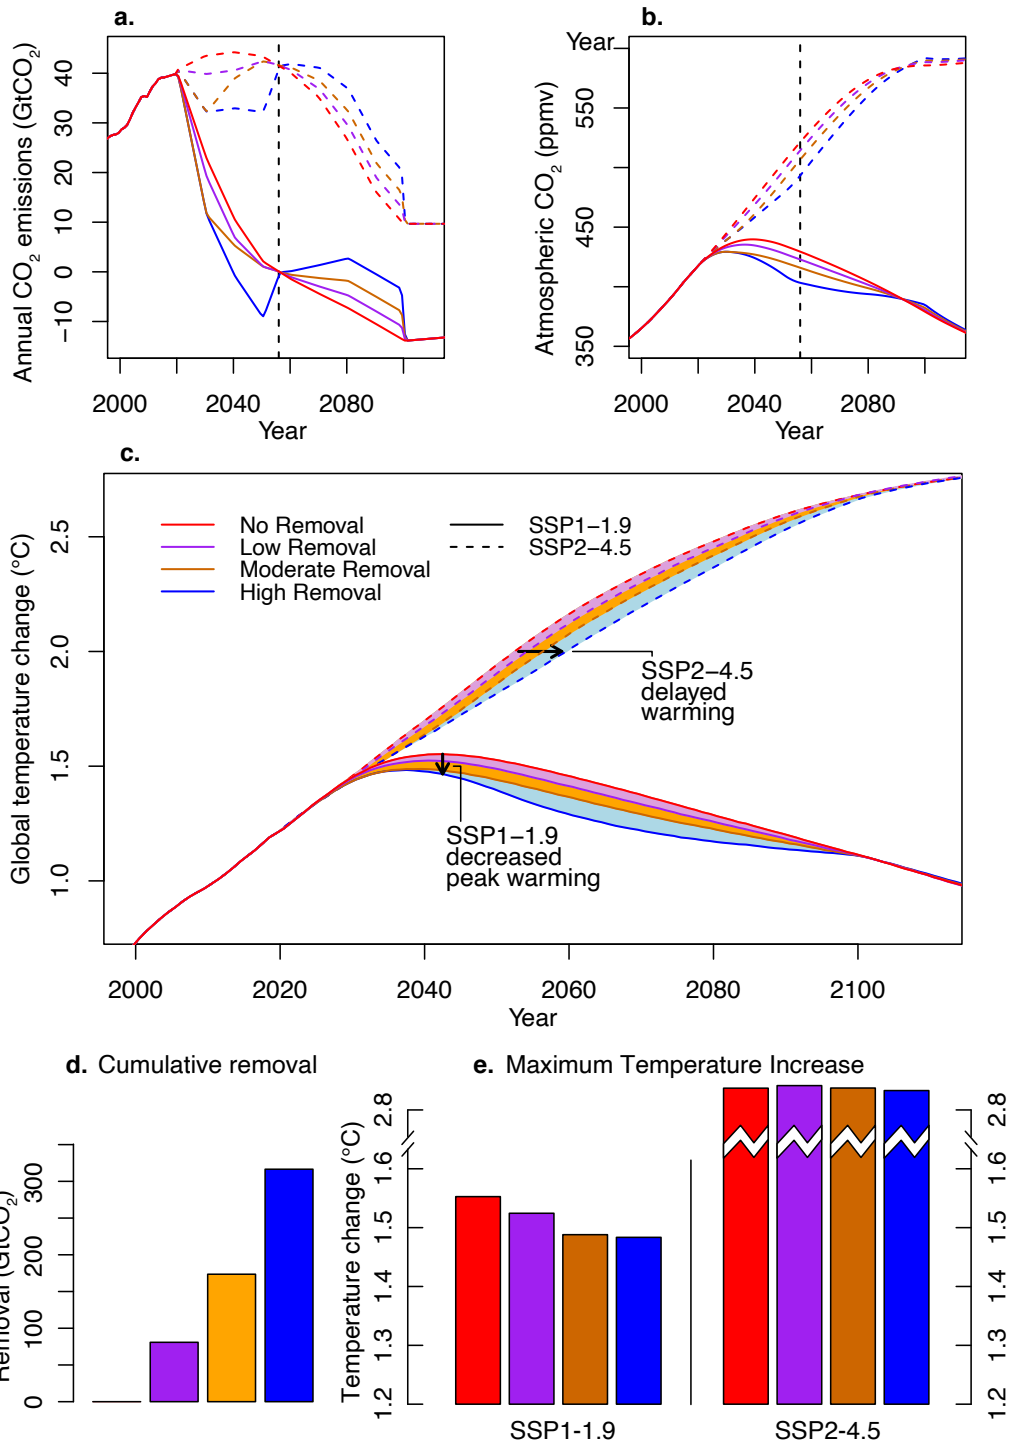 a.
Annual CO2 emissions (GtCO2)
40
30
20
10
0
−10
2000
2040
2080
Year
b.
Year
Atmospheric CO2 (ppmv)
550
450
350
2000
2040
2080
Year
c.
Global temperature change (°C)
2.5
2.0
1.5
1.0
No Removal
Low Removal
Moderate Removal
High Removal
SSP1−1.9
SSP2−4.5
SSP2−4.5
delayed
warming
SSP1−1.9
decreased
peak warming
2000
2020
2040
2060
2080
2100
Year
d. Cumulative removal
Removal (GtCO2)
300
200
100
0
e. Maximum Temperature Increase
Temperature change (°C)
2.8
1.6
1.5
1.4
1.3
1.2
2.8
1.6
1.5
1.4
1.3
1.2
SSP1-1.9
SSP2-4.5